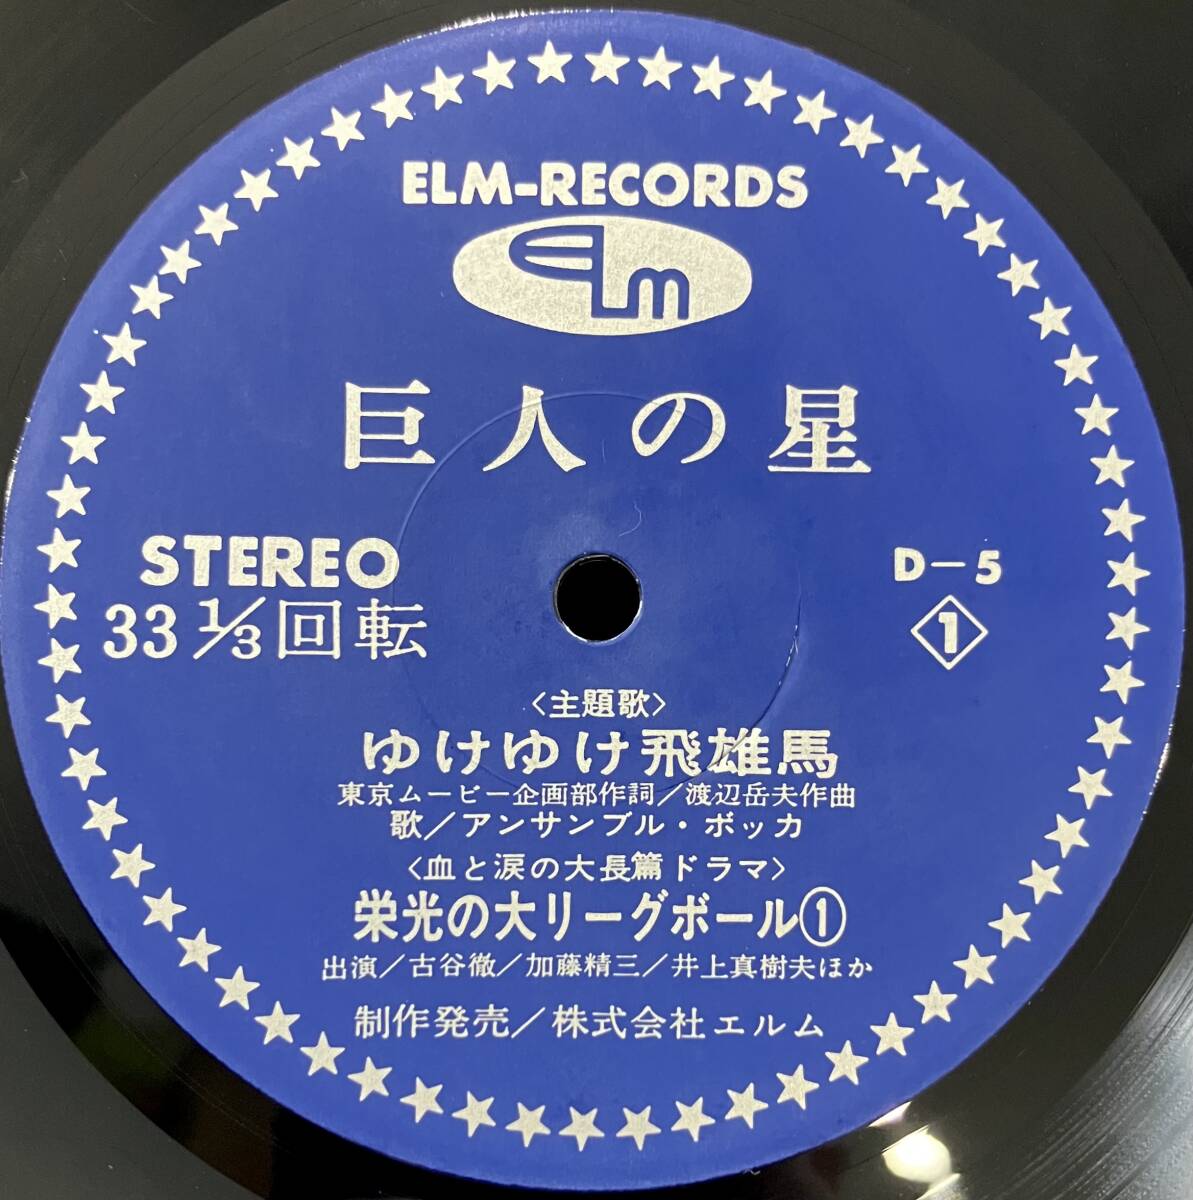 ELM-RECORDS
ELM
巨人の星
STEREO
D-5
33 1/3回転
1
〈主題歌〉
ゆけゆけ飛雄馬
東京ムービー企画部作詞/渡辺岳夫作曲
歌/アンサンブル・ボッカ
〈血と涙の大長篇ドラマ〉
栄光の大リーグボール①
出演/古谷徹/加藤精三/井上真樹夫ほか
制作発売/株式会社エルム